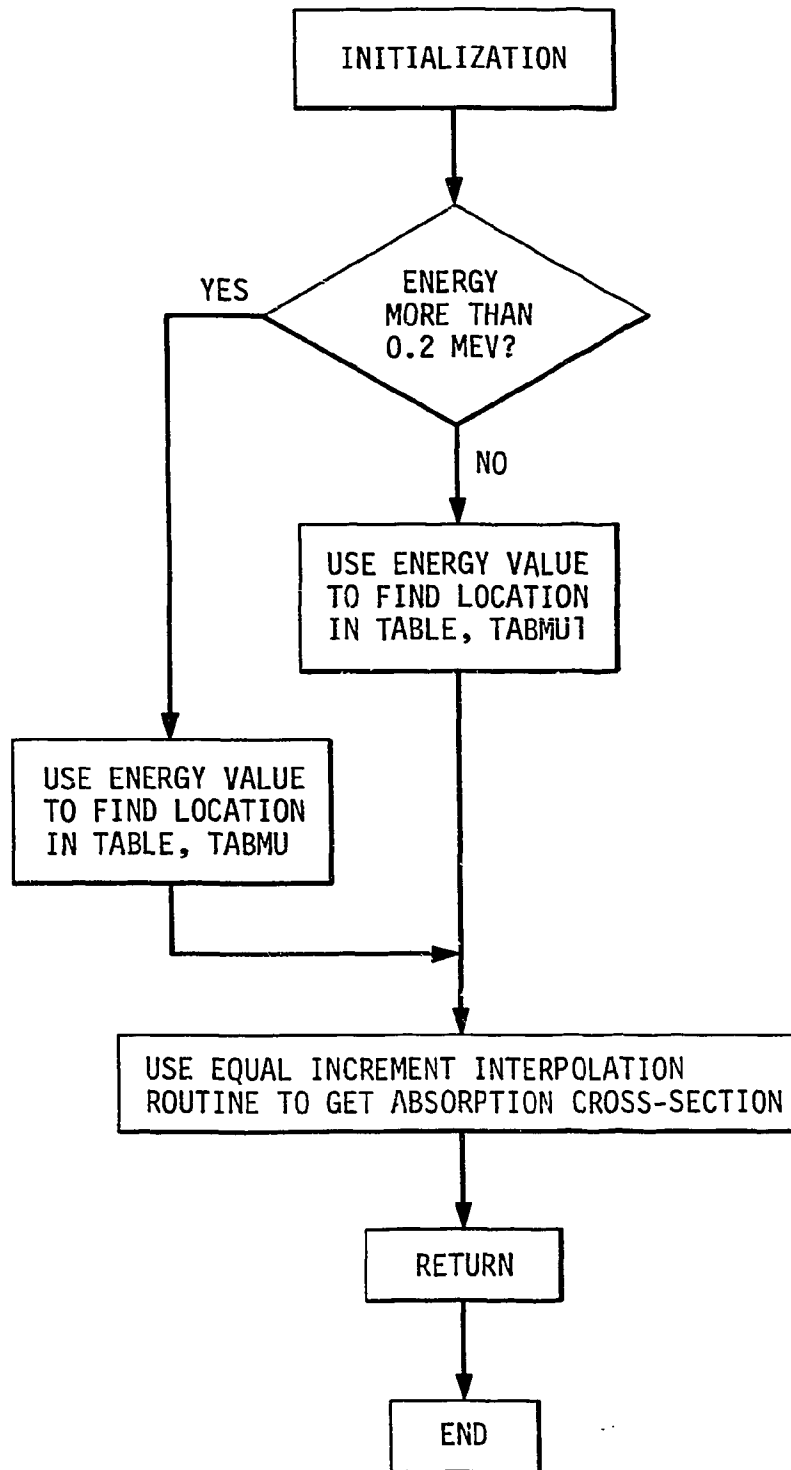 INITIALIZATION
ENERGY
MORE THAN
0.2 MEV?
YES
NO
USE ENERGY VALUE
TO FIND LOCATION
IN TABLE, TABMU1
USE ENERGY VALUE
TO FIND LOCATION
IN TABLE, TABMU
USE EQUAL INCREMENT INTERPOLATION
ROUTINE TO GET ABSORPTION CROSS-SECTION
RETURN
END